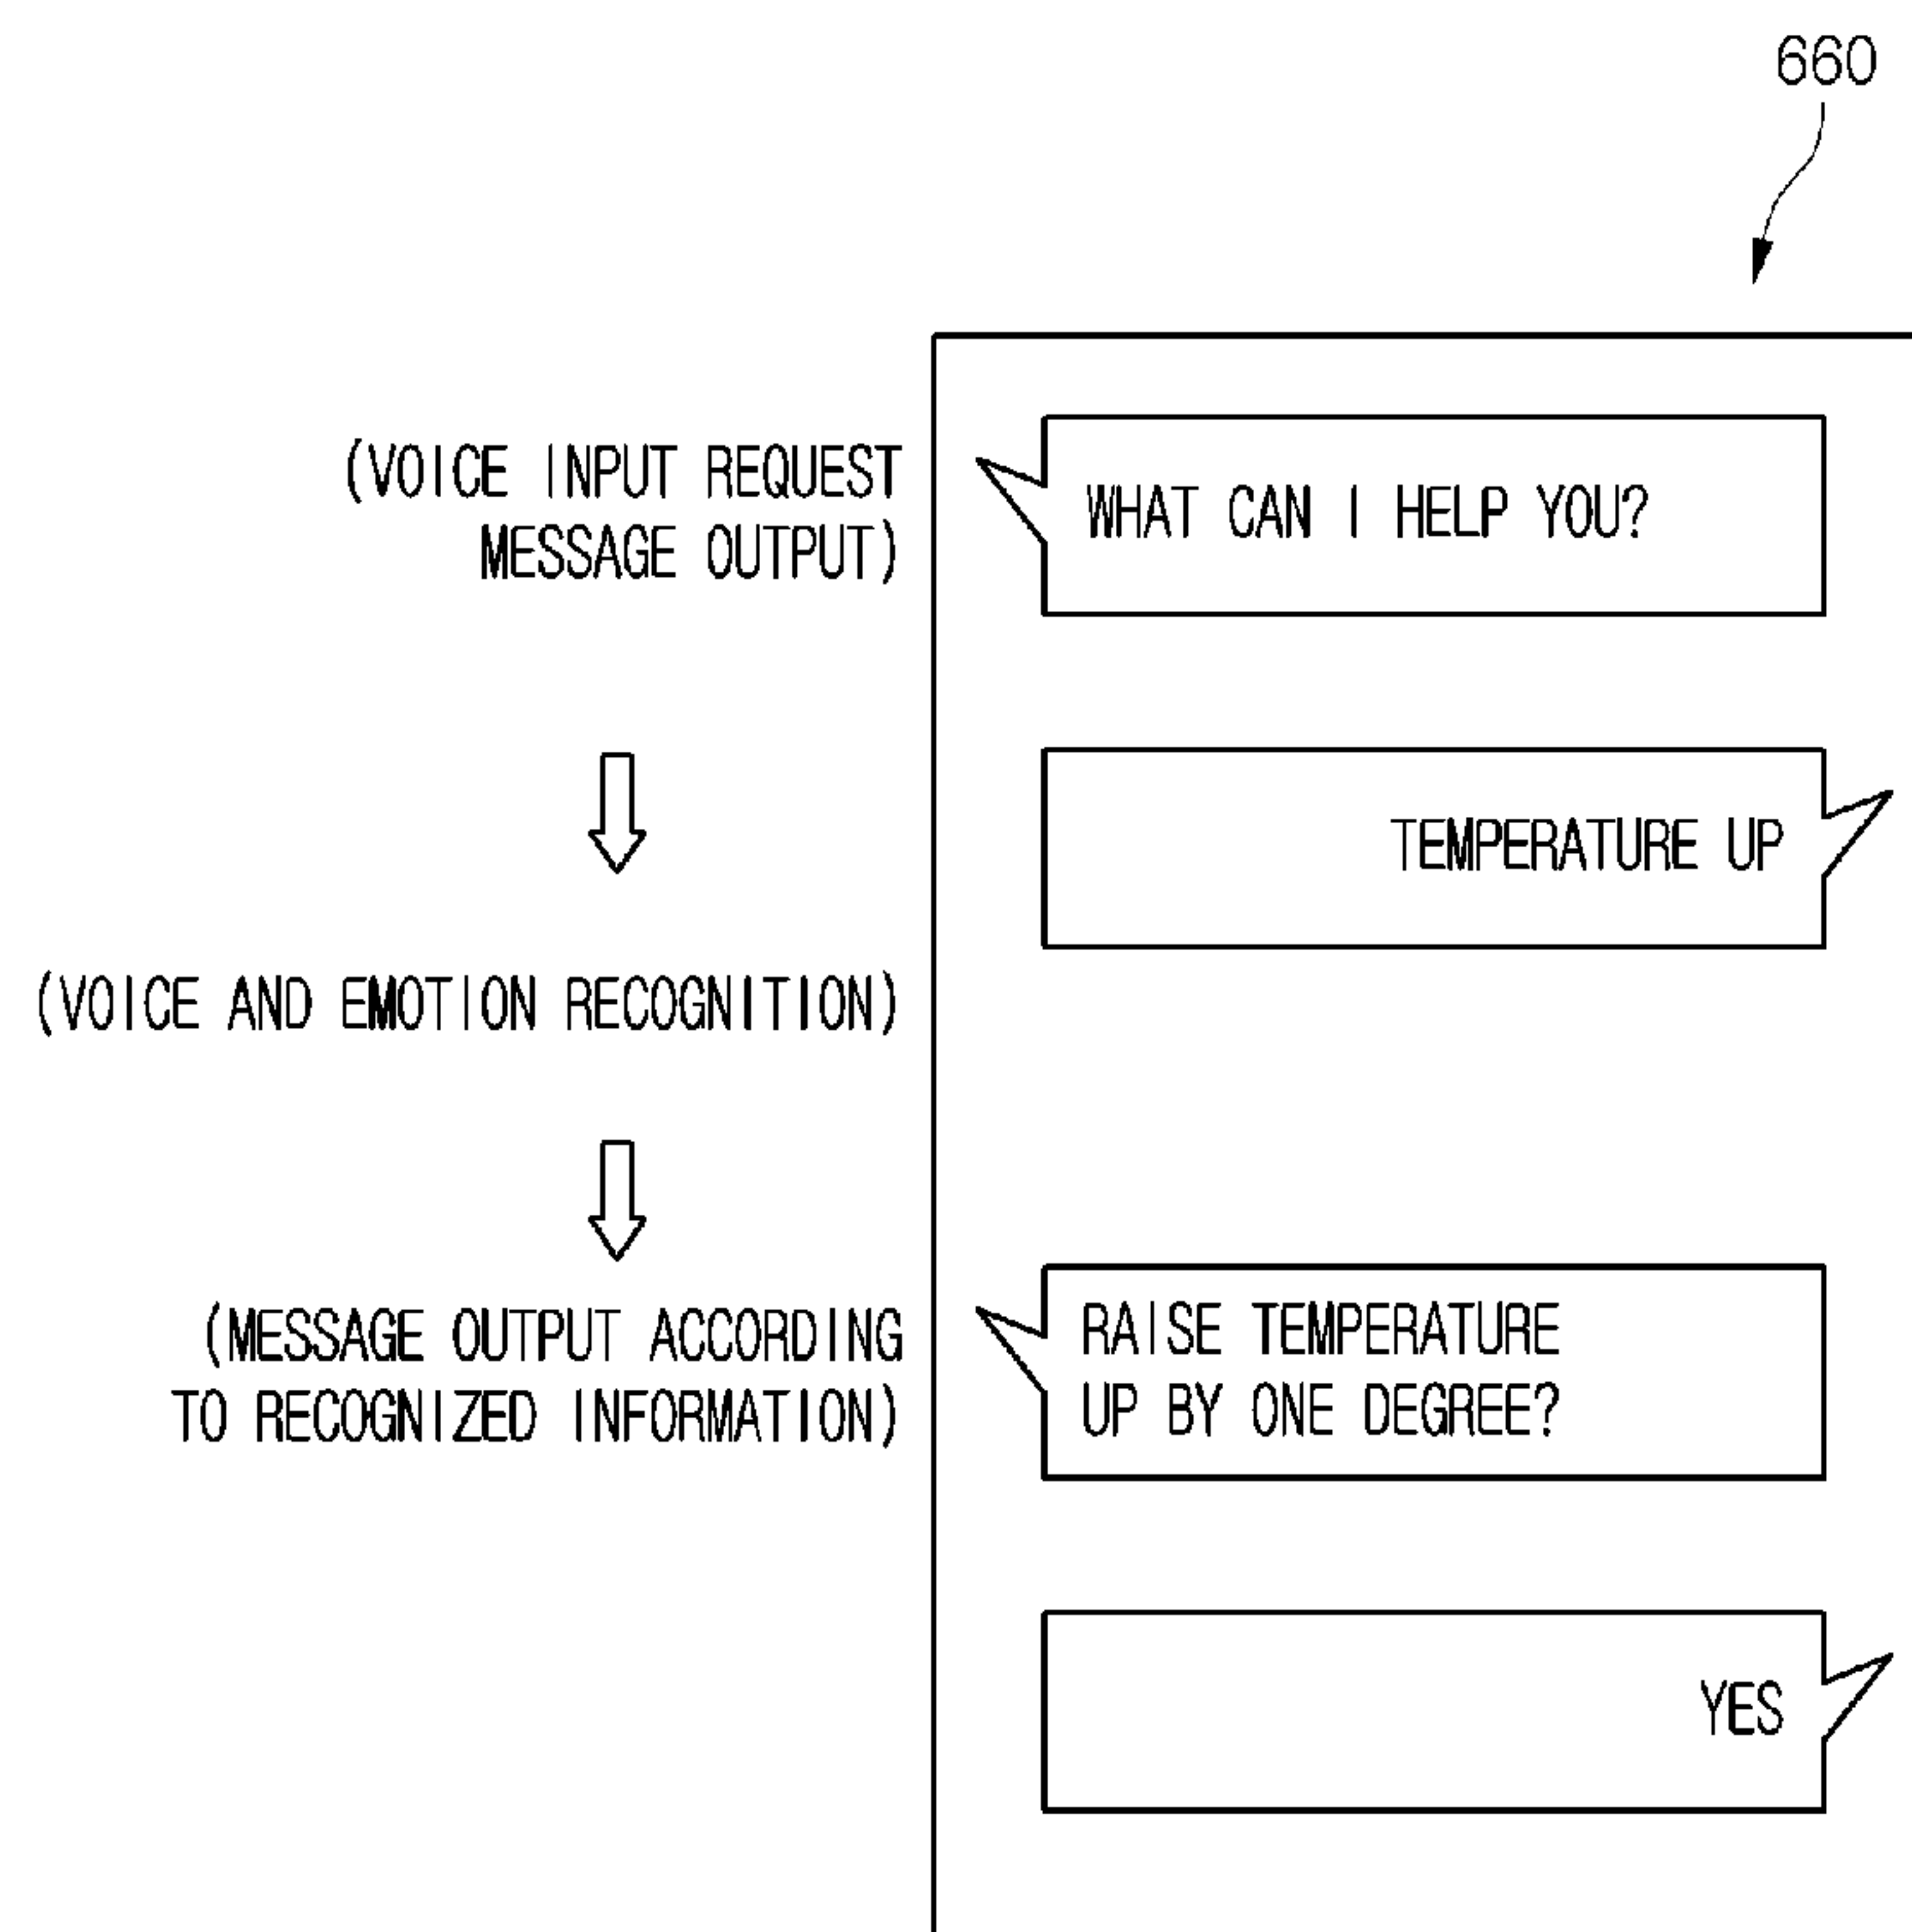 660
(VOICE INPUT REQUEST
MESSAGE OUTPUT)
WHAT CAN I HELP YOU?
TEMPERATURE UP
(VOICE AND EMOTION RECOGNITION)
(MESSAGE OUTPUT ACCORDING
TO RECOGNIZED INFORMATION)
RAISE TEMPERATURE
UP BY ONE DEGREE?
YES